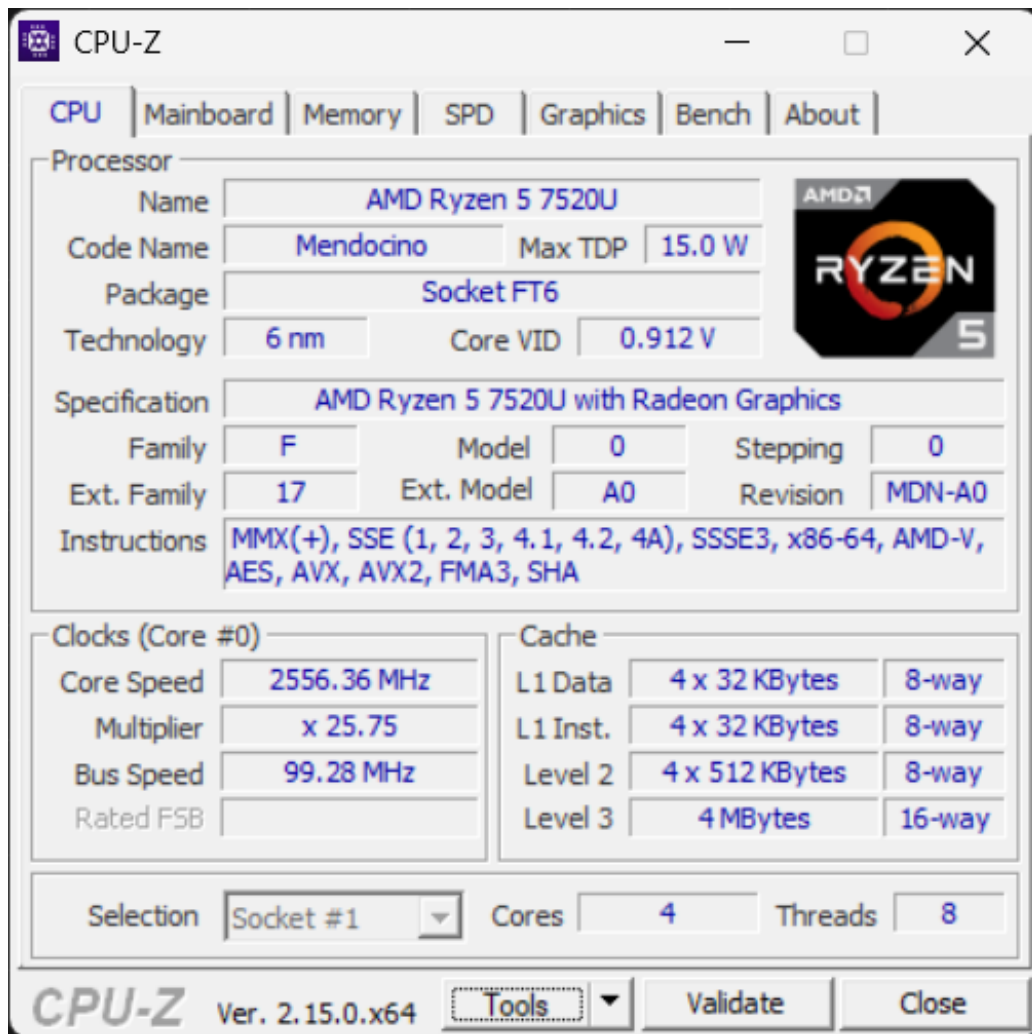 CPU-Z
CPU Mainboard Memory SPD Graphics Bench About
Processor
Name AMD Ryzen 5 7520U
Code Name Mendocino Max TDP 15.0 W
Package Socket FT6
Technology 6 nm Core VID 0.912 V
AMD
RYZEN
5
Specification AMD Ryzen 5 7520U with Radeon Graphics
Family F Model 0 Stepping 0
Ext. Family 17 Ext. Model A0 Revision MDN-A0
Instructions MMX(+), SSE (1, 2, 3, 4.1, 4.2, 4A), SSSE3, x86-64, AMD-V,
AES, AVX, AVX2, FMA3, SHA
Clocks (Core #0)
Core Speed 2556.36 MHz
Multiplier x 25.75
Bus Speed 99.28 MHz
Rated FSB
Cache
L1 Data 4 x 32 KBytes 8-way
L1 Inst. 4 x 32 KBytes 8-way
Level 2 4 x 512 KBytes 8-way
Level 3 4 MBytes 16-way
Selection Socket #1 Cores 4 Threads 8
CPU-Z Ver. 2.15.0.x64 Tools Validate Close